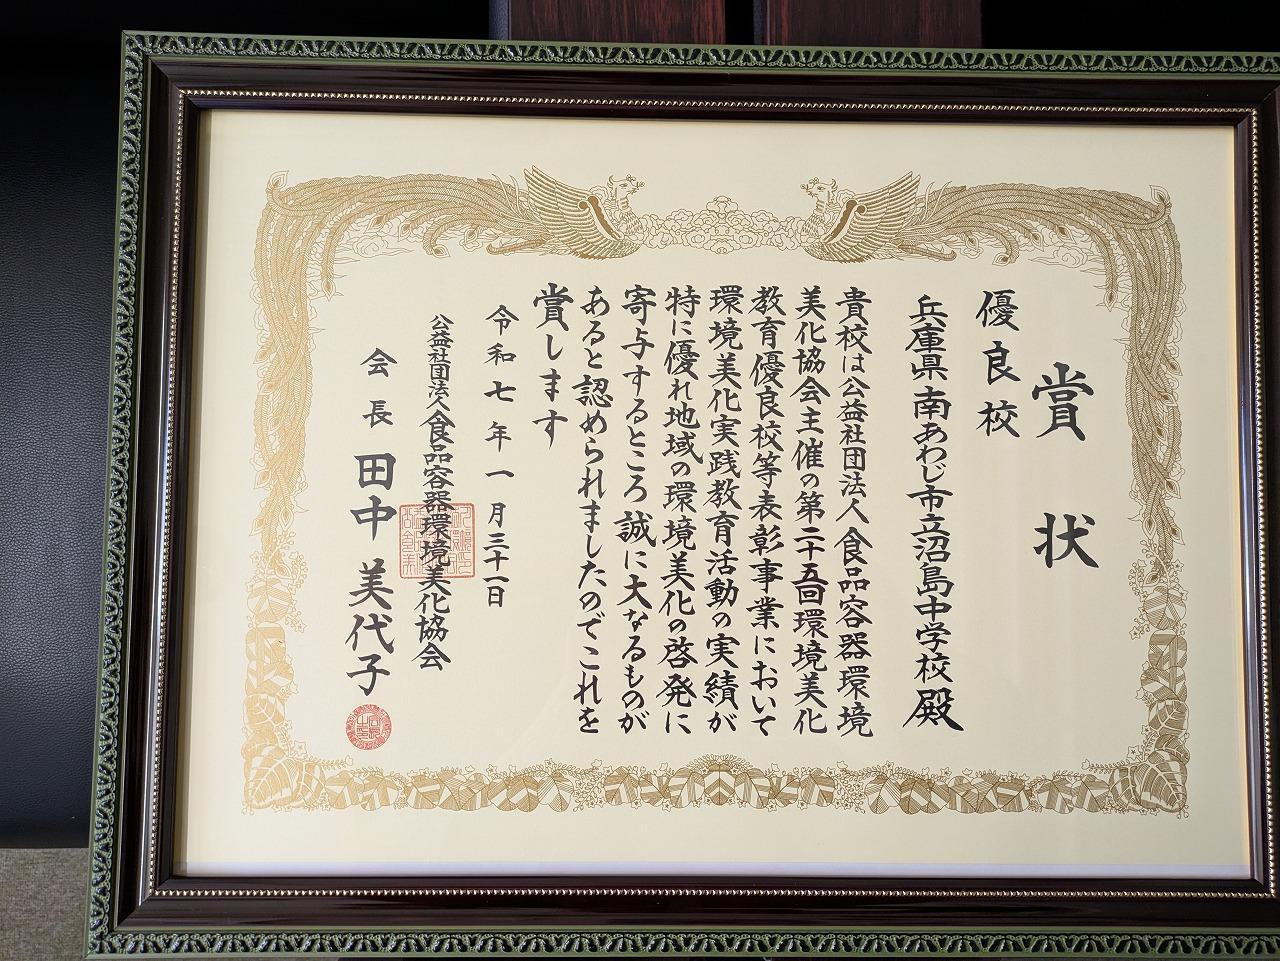 賞状
優良校
兵庫県南あわじ市立沼島中学校殿
貴校は公益社団法人食品容器環境
美化協会主催の第二十五回環境美化
教育優良校等表彰事業において
環境美化実践教育活動の実績が
特に優れ地域の環境美化の啓発に
寄与するところ誠に大なるものが
あると認められましたのでこれを
賞します
令和七年一月三十一日
公益社団法人食品容器環境美化協会
会長 田中 美代子